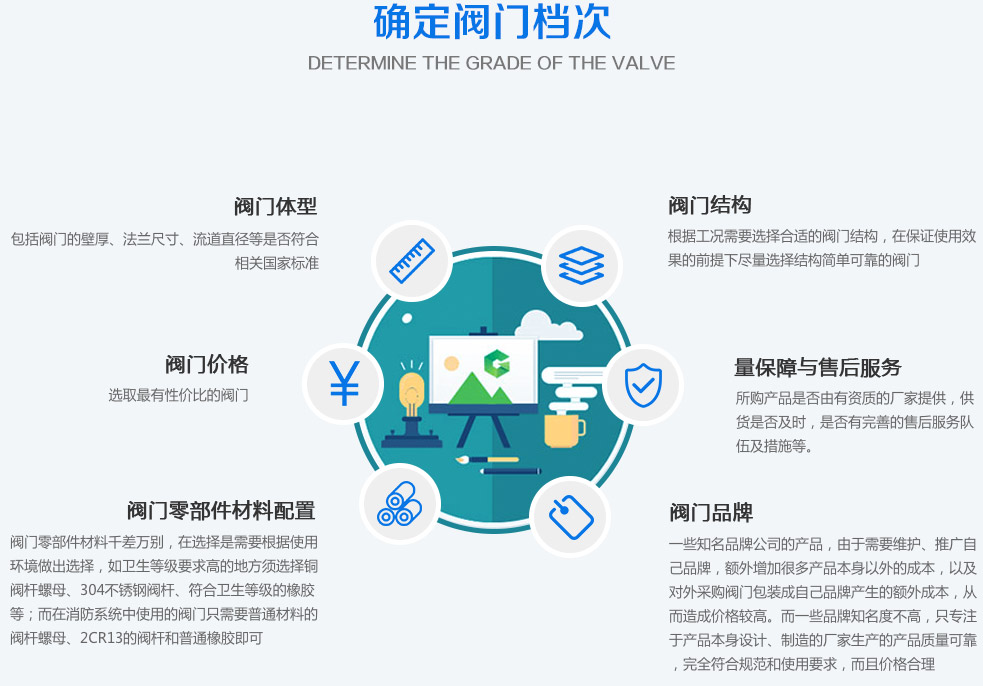 确定阀门档次
DETERMINE THE GRADE OF THE VALVE
阀门体型
包括阀门的壁厚、法兰尺寸、流道直径等是否符合
相关国家标准
阀门结构
根据工况需要选择合适的阀门结构，在保证使用效
果的前提下尽量选择结构简单可靠的阀门
阀门价格
选取最有性价比的阀门
¥
量保障与售后服务
所购产品是否由有资质的厂家提供，供
货是否及时，是否有完善的售后服务队
伍及措施等。
阀门零部件材料配置
阀门零部件材料千差万别，在选择是需要根据使用
环境做出选择，如卫生等级要求高的地方须选择铜
阀杆螺母、304不锈钢阀杆、符合卫生等级的橡胶
等；而在消防系统中使用的阀门只需要普通材料的
阀杆螺母、2CR13的阀杆和普通橡胶即可
阀门品牌
一些知名品牌公司的产品，由于需要维护、推广自
己品牌，额外增加很多产品本身以外的成本，以及
对外采购阀门包装成自己品牌产生的额外成本，从
而造成价格较高。而一些品牌知名度不高，只专注
于产品本身设计、制造的厂家生产的产品质量可靠
，完全符合规范和使用要求，而且价格合理